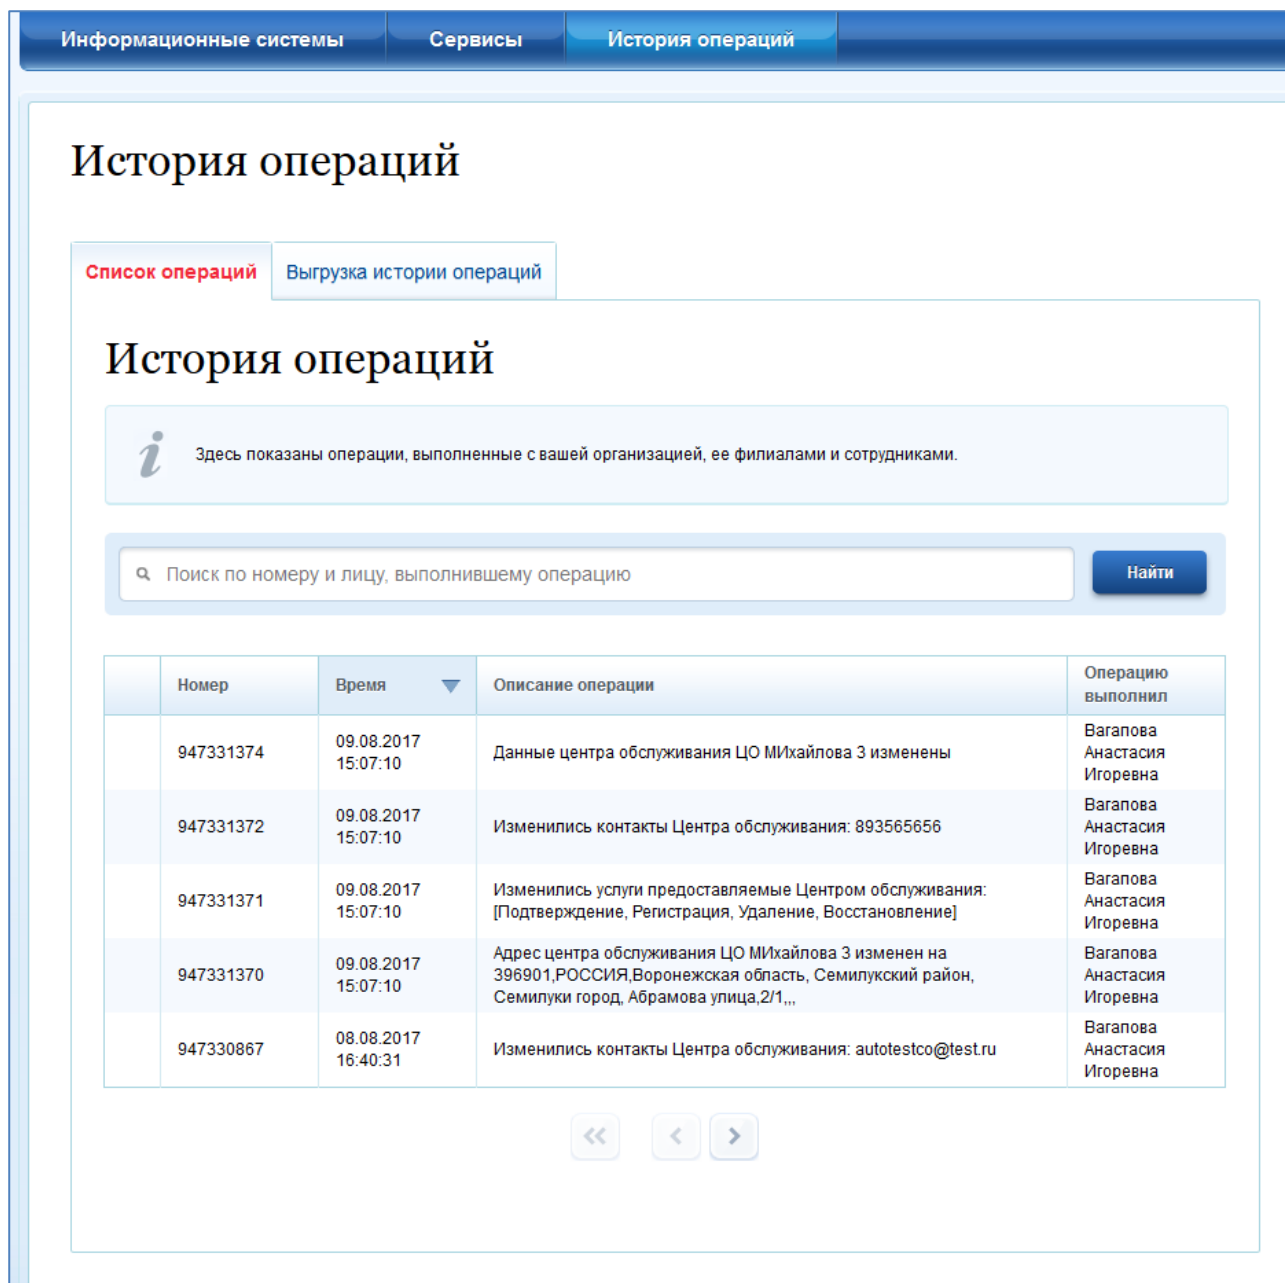 Информационные системы
Сервисы
История операций
История операций
Список операций
Выгрузка истории операций
История операций
Здесь показаны операции, выполненные с вашей организацией, ее филиалами и сотрудниками.
Поиск по номеру и лицу, выполнившему операцию
Найти
Номер
Время
Описание операции
Операцию
выполнил
947331374
09.08.2017
15:07:10
Данные центра обслуживания ЦО МИхайлова 3 изменены
Вагапова
Анастасия
Игоревна
947331372
09.08.2017
15:07:10
Изменились контакты Центра обслуживания: 893565656
Вагапова
Анастасия
Игоревна
947331371
09.08.2017
15:07:10
Изменились услуги предоставляемые Центром обслуживания:
[Подтверждение, Регистрация, Удаление, Восстановление]
Вагапова
Анастасия
Игоревна
947331370
09.08.2017
15:07:10
Адрес центра обслуживания ЦО МИхайлова 3 изменен на
396901,РОССИЯ,Воронежская область, Семилукский район,
Семилуки город, Абрамова улица,2/1,,,
Вагапова
Анастасия
Игоревна
947330867
08.08.2017
16:40:31
Изменились контакты Центра обслуживания: autotestco@test.ru
Вагапова
Анастасия
Игоревна